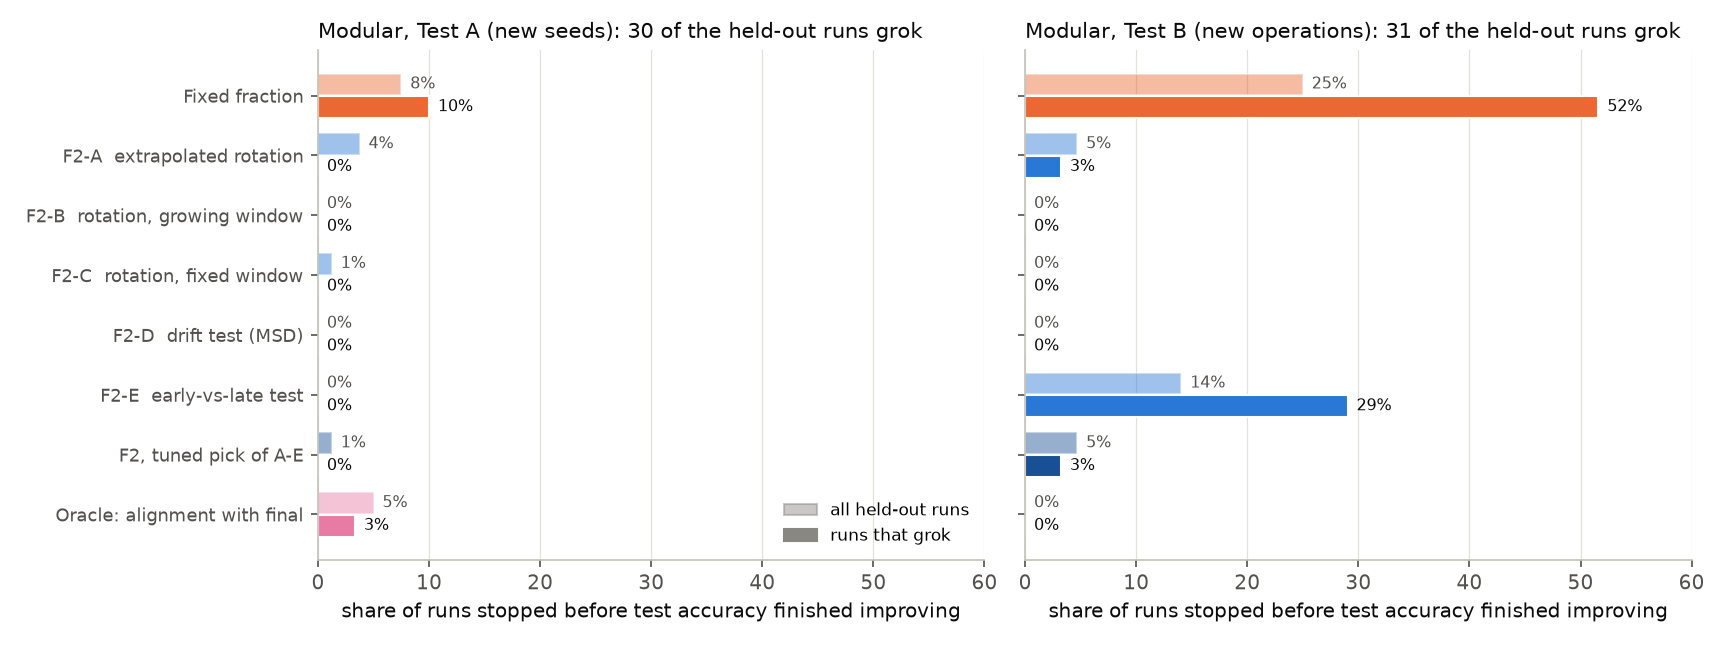 Modular, Test A (new seeds): 30 of the held-out runs grok
Fixed fraction
8%
10%
F2-A  extrapolated rotation
4%
0%
F2-B  rotation, growing window
0%
0%
F2-C  rotation, fixed window
1%
0%
F2-D  drift test (MSD)
0%
0%
F2-E  early-vs-late test
0%
0%
F2, tuned pick of A-E
1%
0%
Oracle: alignment with final
5%
3%
all held-out runs
runs that grok
0 10 20 30 40 50 60
share of runs stopped before test accuracy finished improving
Modular, Test B (new operations): 31 of the held-out runs grok
25%
52%
5%
3%
0%
0%
0%
0%
0%
0%
14%
29%
5%
3%
0%
0%
0 10 20 30 40 50 60
share of runs stopped before test accuracy finished improving